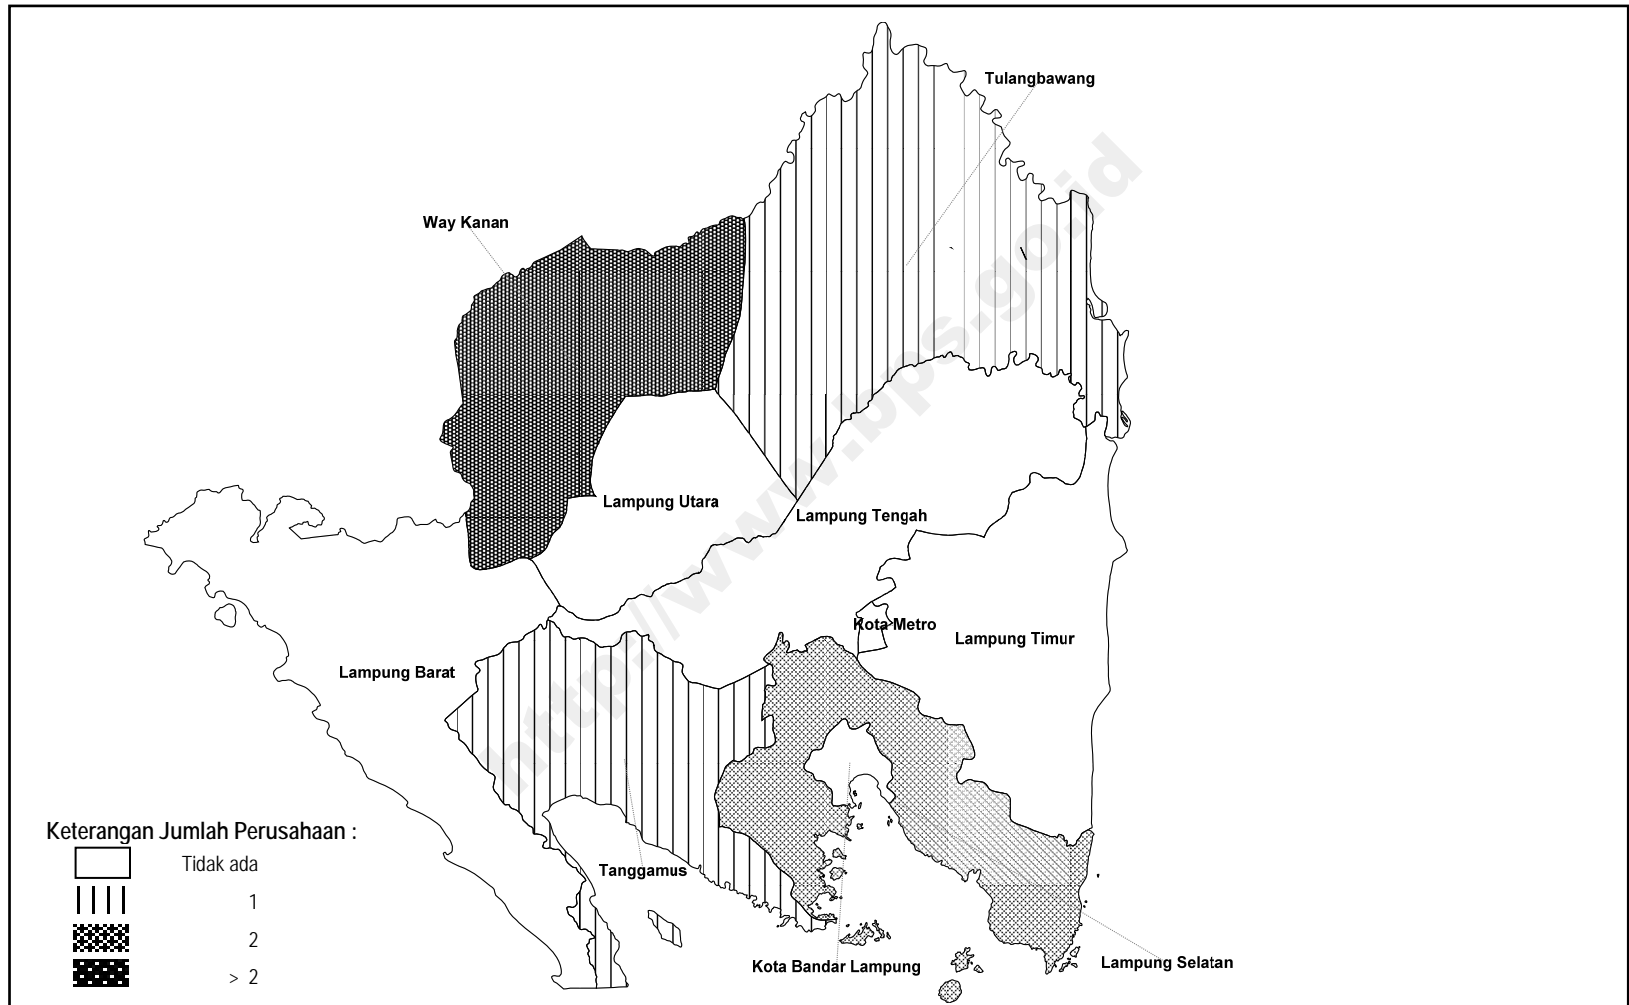 Tulangbawang
Way Kanan
Lampung Utara
Lampung Tengah
Kota Metro
Lampung Timur
Lampung Barat
Tanggamus
Kota Bandar Lampung
Lampung Selatan
Keterangan Jumlah Perusahaan :
Tidak ada
1
2
> 2
http://www.bps.go.id